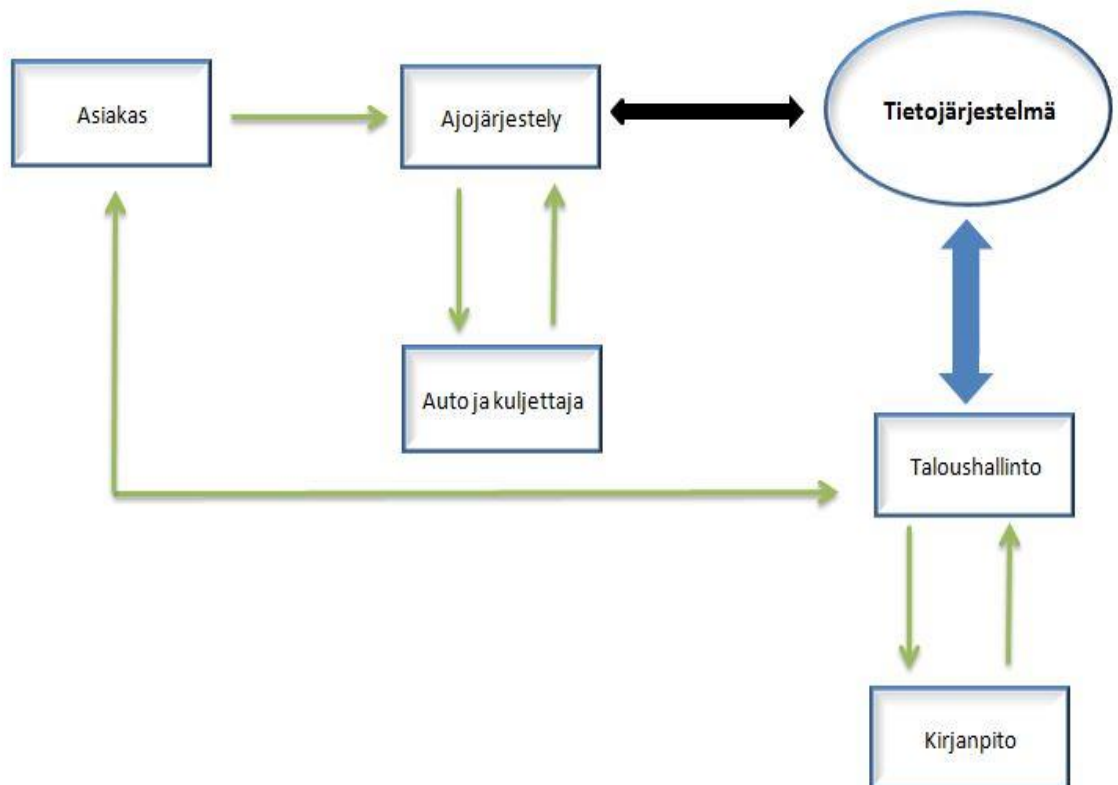 Asiakas
Ajojärjestely
Tietojärjestelmä
Auto ja kuljettaja
Taloushallinto
Kirjanpito